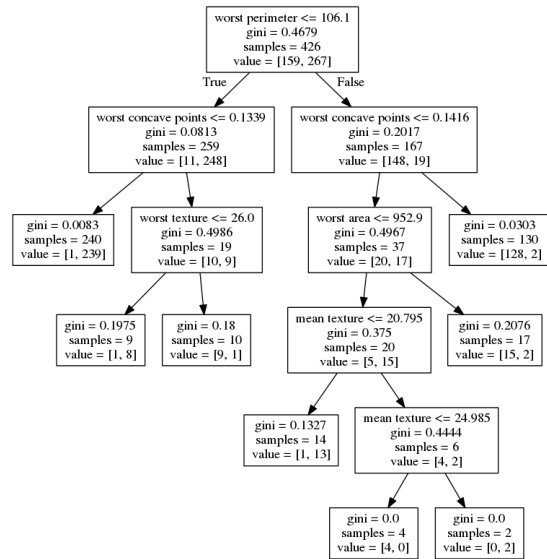 worst perimeter <= 106.1
gini = 0.4679
samples = 426
value = [159, 267]
True
False
worst concave points <= 0.1339
gini = 0.0813
samples = 259
value = [11, 248]
worst concave points <= 0.1416
gini = 0.2017
samples = 167
value = [148, 19]
gini = 0.0083
samples = 240
value = [1, 239]
worst texture <= 26.0
gini = 0.4986
samples = 19
value = [10, 9]
worst area <= 952.9
gini = 0.4967
samples = 37
value = [20, 17]
gini = 0.0303
samples = 130
value = [128, 2]
gini = 0.1975
samples = 9
value = [1, 8]
gini = 0.18
samples = 10
value = [9, 1]
mean texture <= 20.795
gini = 0.375
samples = 20
value = [5, 15]
gini = 0.2076
samples = 17
value = [15, 2]
gini = 0.1327
samples = 14
value = [1, 13]
mean texture <= 24.985
gini = 0.4444
samples = 6
value = [4, 2]
gini = 0.0
samples = 4
value = [4, 0]
gini = 0.0
samples = 2
value = [0, 2]